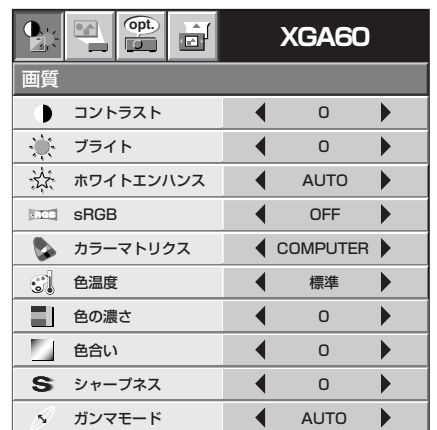 opt. XGA60
画質
コントラスト 0
ブライト 0
ホワイトエンハンス AUTO
sRGB OFF
カラーマトリクス COMPUTER
色温度 標準
色の濃さ 0
色合い 0
シャープネス 0
ガンマモード AUTO